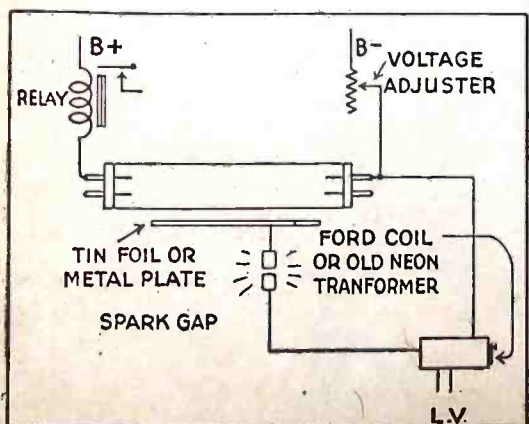 B+
B-
VOLTAGE
ADJUSTER
RELAY
TIN FOIL OR
METAL PLATE
FORD COIL
OR OLD NEON
TRANFORMER
SPARK GAP
L.V.